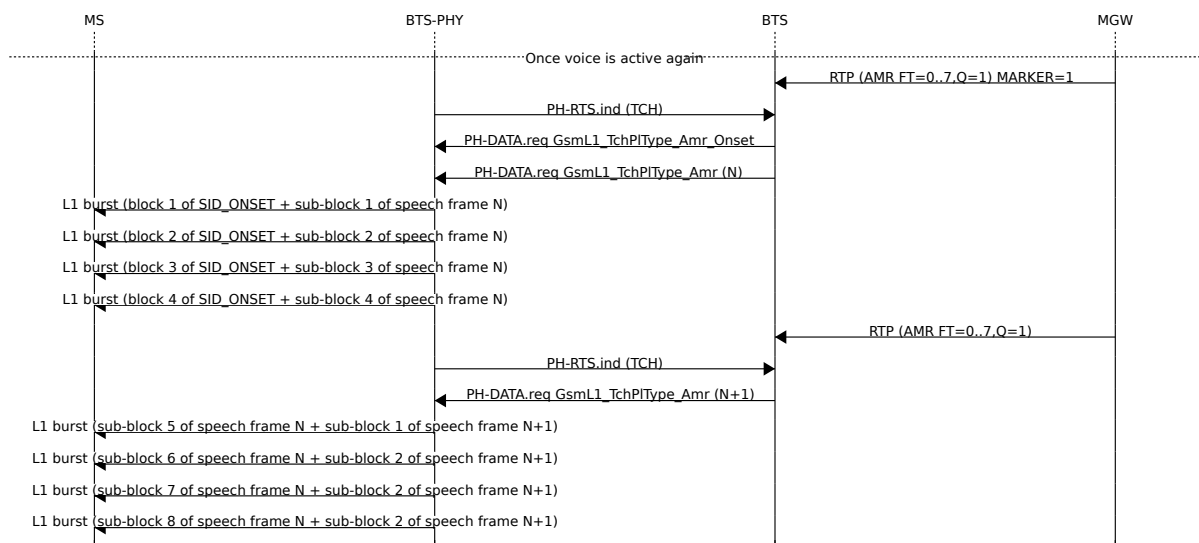 MS BTS-PHY BTS MGW
Once voice is active again
RTP (AMR FT=0..7,Q=1) MARKER=1
PH-RTS.ind (TCH)
PH-DATA.req GsmL1_TchPlType_Amr_Onset
PH-DATA.req GsmL1_TchPlType_Amr (N)
L1 burst (block 1 of SID_ONSET + sub-block 1 of speech frame N)
L1 burst (block 2 of SID_ONSET + sub-block 2 of speech frame N)
L1 burst (block 3 of SID_ONSET + sub-block 3 of speech frame N)
L1 burst (block 4 of SID_ONSET + sub-block 4 of speech frame N)
RTP (AMR FT=0..7,Q=1)
PH-RTS.ind (TCH)
PH-DATA.req GsmL1_TchPlType_Amr (N+1)
L1 burst (sub-block 5 of speech frame N + sub-block 1 of speech frame N+1)
L1 burst (sub-block 6 of speech frame N + sub-block 2 of speech frame N+1)
L1 burst (sub-block 7 of speech frame N + sub-block 2 of speech frame N+1)
L1 burst (sub-block 8 of speech frame N + sub-block 2 of speech frame N+1)